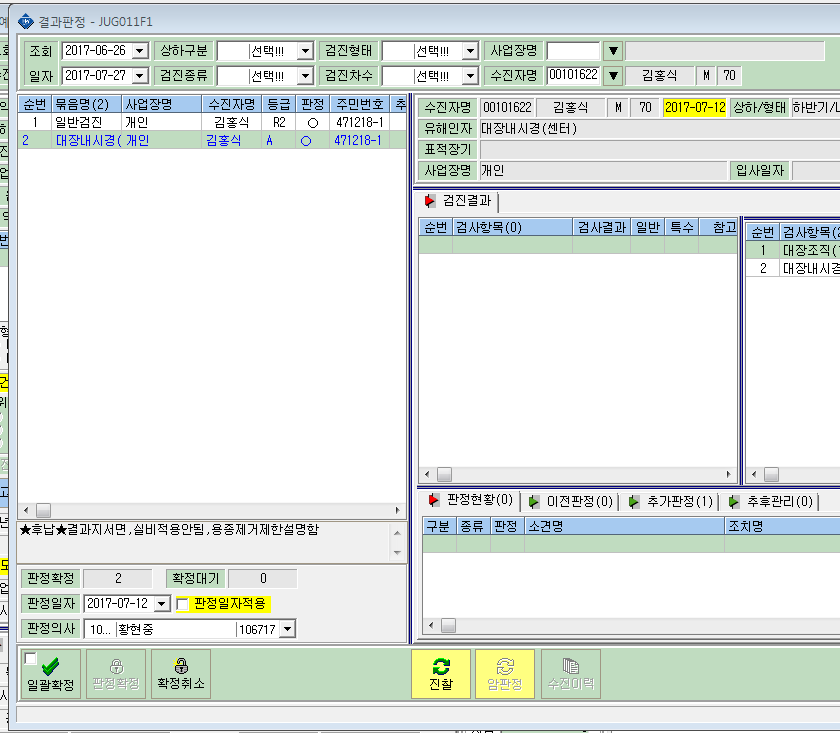 결과판정 - JUG011F1
조회 2017-06-26 상하구분 선택!!! 검진형태 선택!!! 사업장명
일자 2017-07-27 검진종류 선택!!! 검진차수 선택!!! 수진자명 00101622 김홍식 M 70
순번 묶음명(2) 사업장명 수진자명 등급 판정 주민번호 추
1 일반검진 개인 김홍식 R2 ○ 471218-1
2 대장내시경( 개인 김홍식 A ○ 471218-1
수진자명 00101622 김홍식 M 70 2017-07-12 상하/형태 하반기/L
유해인자 대장내시경(센터)
표적장기
사업장명 개인 입사일자
검진결과
순번 검사항목(0) 검사결과 일반 특수 참고
순번 검사항목(2
1 대장조직(
2 대장내시경
★후납★결과지서면,실비적용안됨,용종제거제한설명함
판정현황(0) 이전판정(0) 추가판정(1) 추후관리(0)
구분 종류 판정 소견명 조치명
판정확정 2 확정대기 0
판정일자 2017-07-12 판정일자적용
판정의사 10... 황현중 106717
일괄확정 판정확정 확정취소 진찰 암판정 수진이력